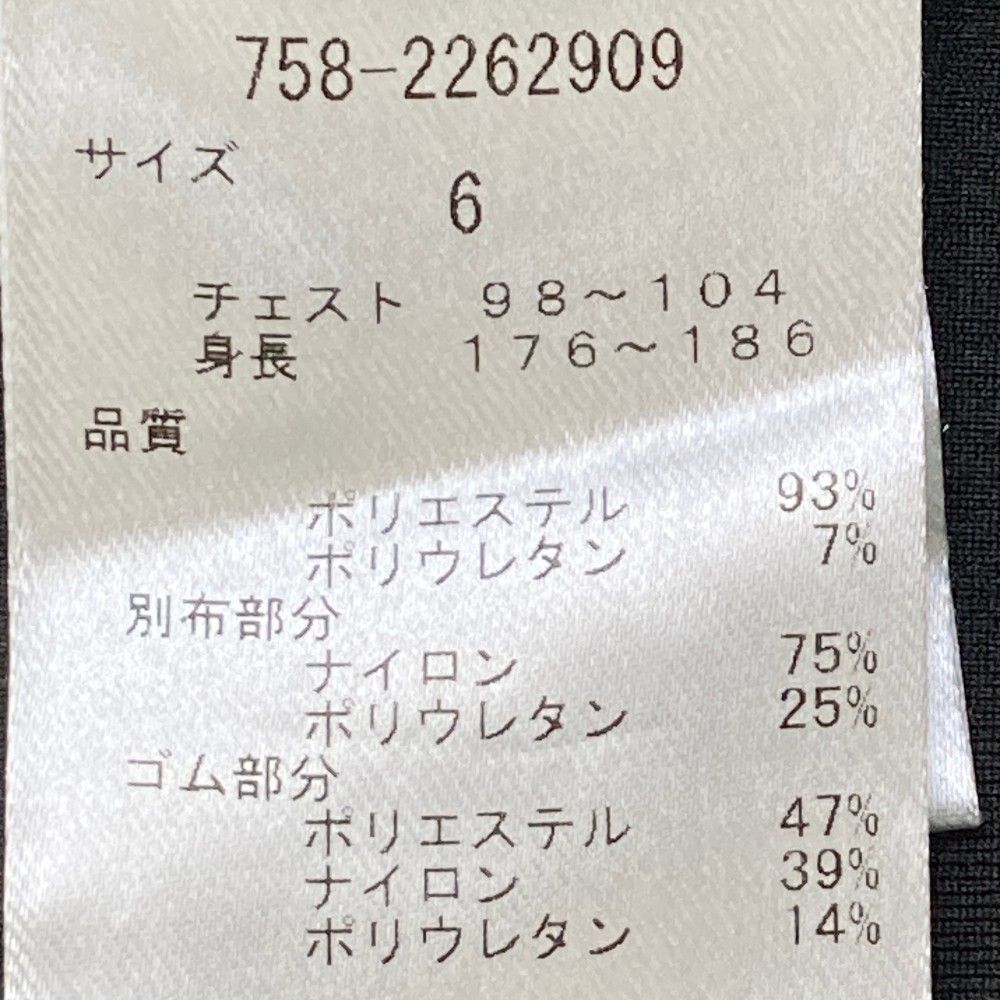 758-2262909
サイズ
6
チェスト 98~104
身長 176~186
品質
ポリエステル 93%
ポリウレタン 7%
別布部分
ナイロン 75%
ポリウレタン 25%
ゴム部分
ポリエステル 47%
ナイロン 39%
ポリウレタン 14%